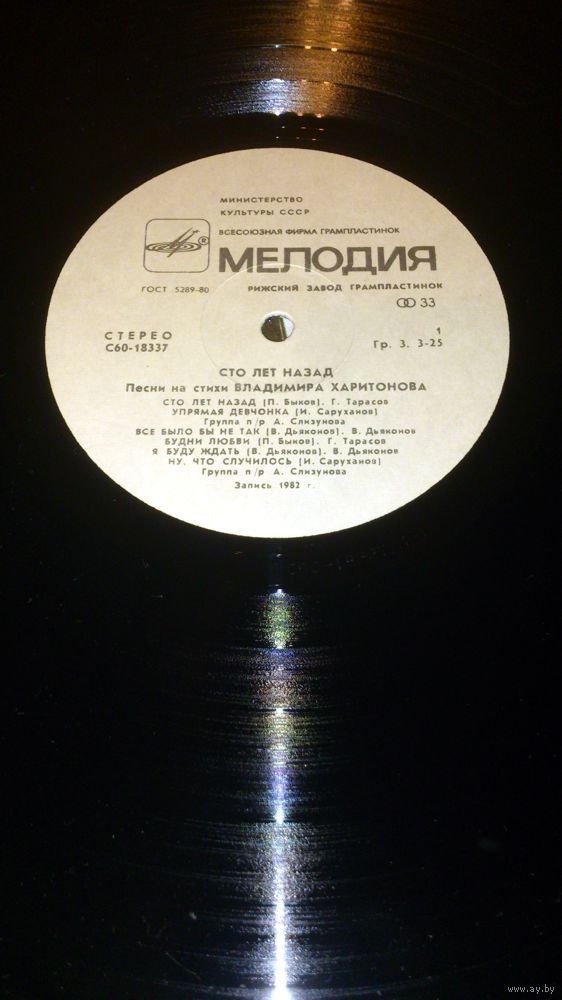 МИНИСТЕРСТВО
КУЛЬТУРЫ СССР
ВСЕСОЮЗНАЯ ФИРМА ГРАМПЛАСТИНОК
® МЕЛОДИЯ
ГОСТ 5289-80 РИЖСКИЙ ЗАВОД ГРАМПЛАСТИНОК
33
СТЕРЕО 1
С60-18337 Гр. 3. 3-25
СТО ЛЕТ НАЗАД
Песни на стихи ВЛАДИМИРА ХАРИТОНОВА
СТО ЛЕТ НАЗАД (П. Быков). Г. Тарасов
УПРЯМАЯ ДЕВЧОНКА (И. Саруханов)
Группа п/р А. Слизунова
ВСЕ БЫЛО БЫ НЕ ТАК (В. Дьяконов). В. Дьяконов
БУДНИ ЛЮБВИ (П. Быков). Г. Тарасов
Я БУДУ ЖДАТЬ (В. Дьяконов). В. Дьяконов
НУ, ЧТО СЛУЧИЛОСЬ (И. Саруханов)
Группа п/р А. Слизунова
Запись 1982 г.
www.ay.by